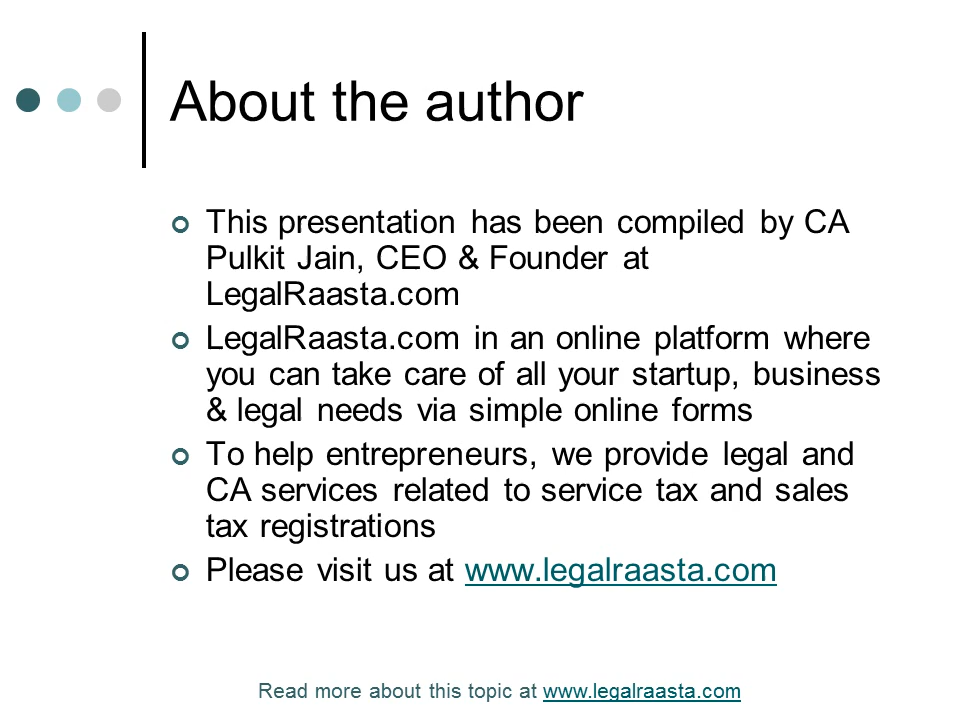 About the author
This presentation has been compiled by CA
Pulkit Jain, CEO & Founder at
LegalRaasta.com
LegalRaasta.com in an online platform where
you can take care of all your startup, business
& legal needs via simple online forms
To help entrepreneurs, we provide legal and
CA services related to service tax and sales
tax registrations
Please visit us at www.legalraasta.com
Read more about this topic at www.legalraasta.com